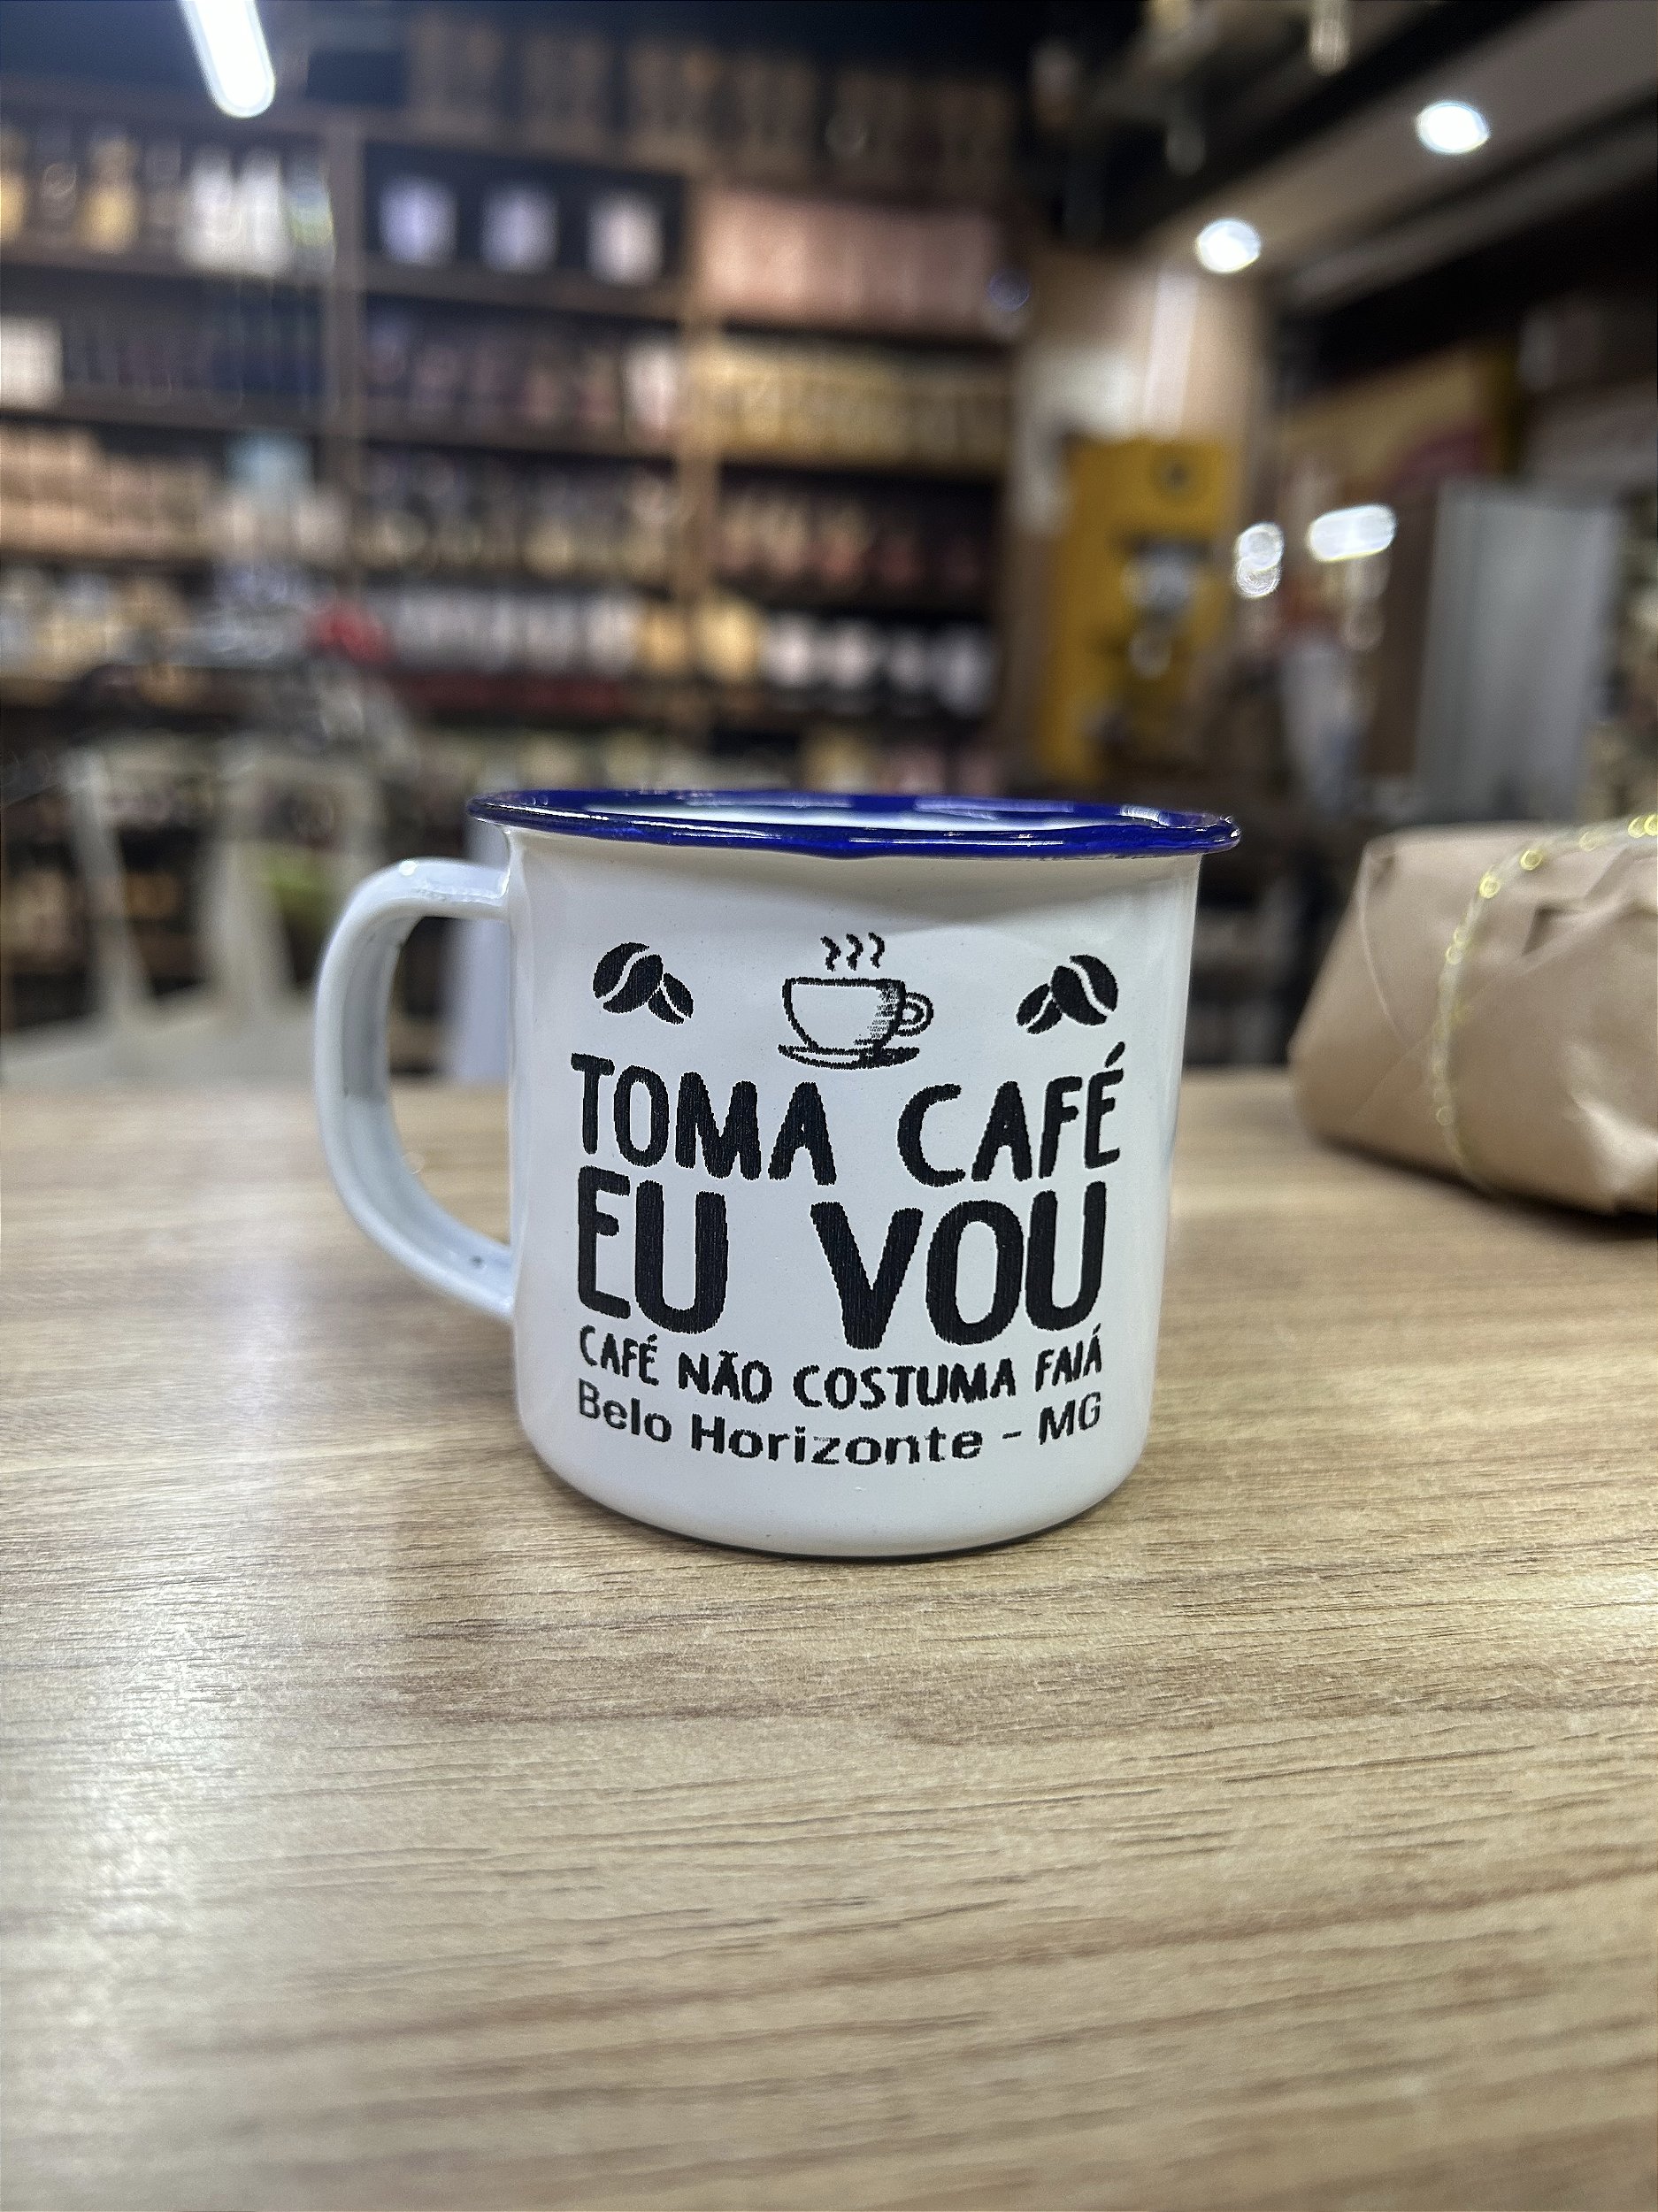 TOMA CAFÉ
EU VOU
CAFÉ NÃO COSTUMA FAIÁ
Belo Horizonte - MG